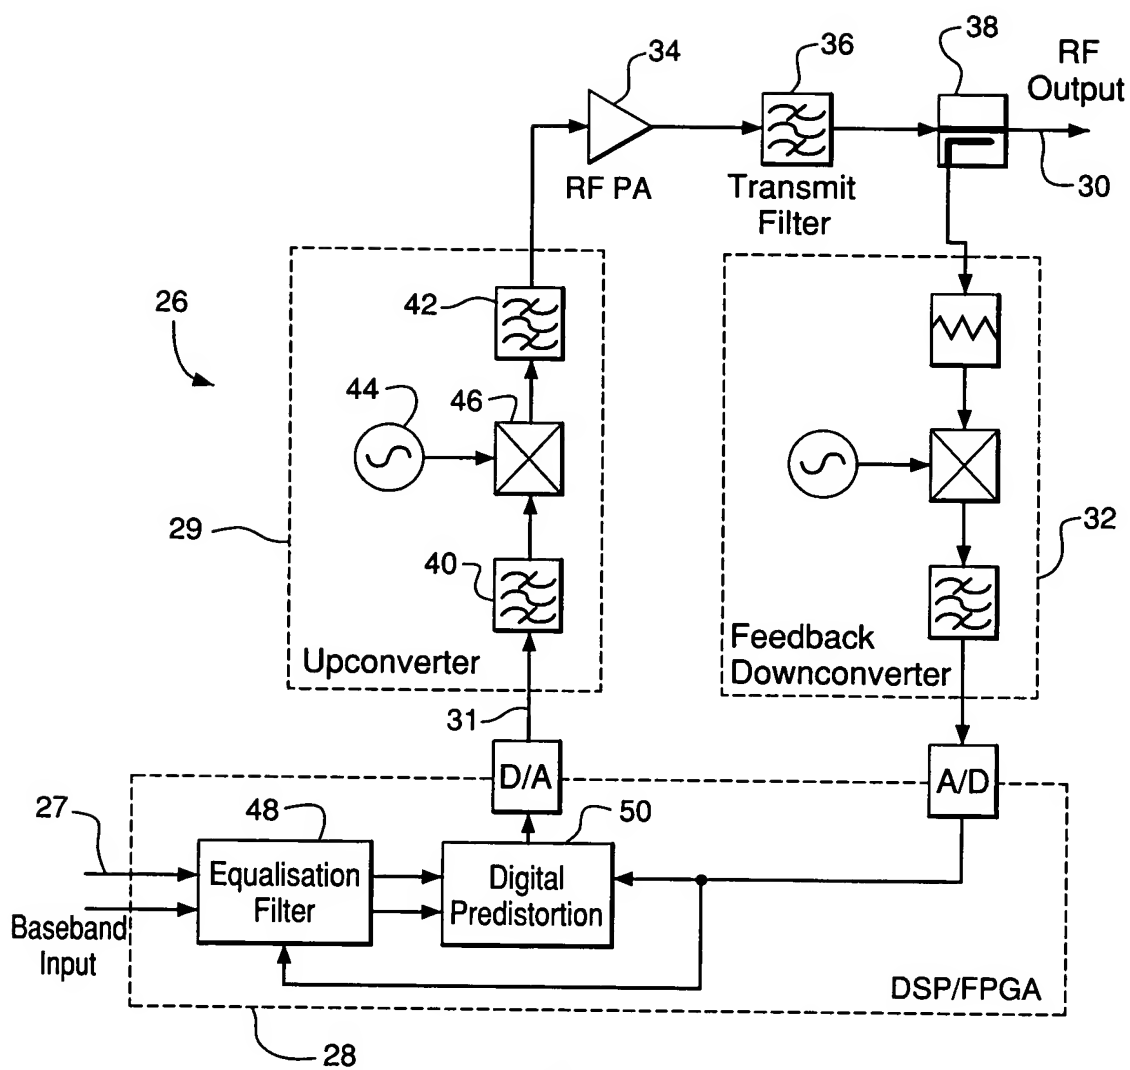 38
34
36
RF
Output
RF PA
Transmit
Filter
30
26
42
44
46
29
40
32
Upconverter
Feedback
Downconverter
31
D/A
A/D
27
48
50
Equalisation
Filter
Digital
Predistortion
Baseband
Input
DSP/FPGA
28